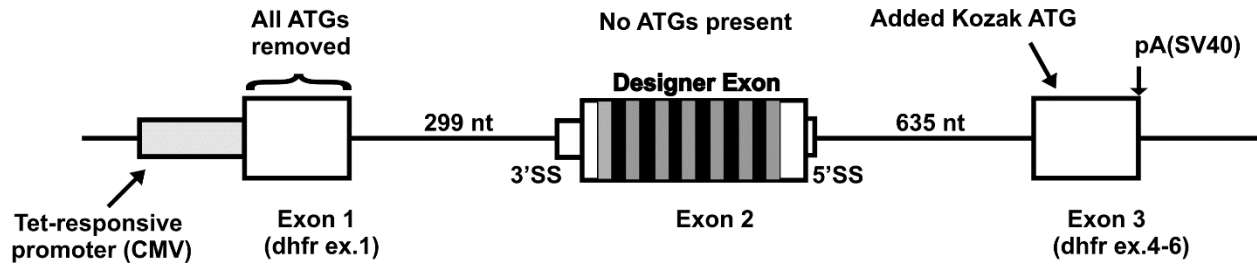 All ATGs
removed
No ATGs present
Added Kozak ATG
pA(SV40)
Designer Exon
299 nt
635 nt
3'SS
5'SS
Tet-responsive
promoter (CMV)
Exon 1
(dhfr ex.1)
Exon 2
Exon 3
(dhfr ex.4-6)